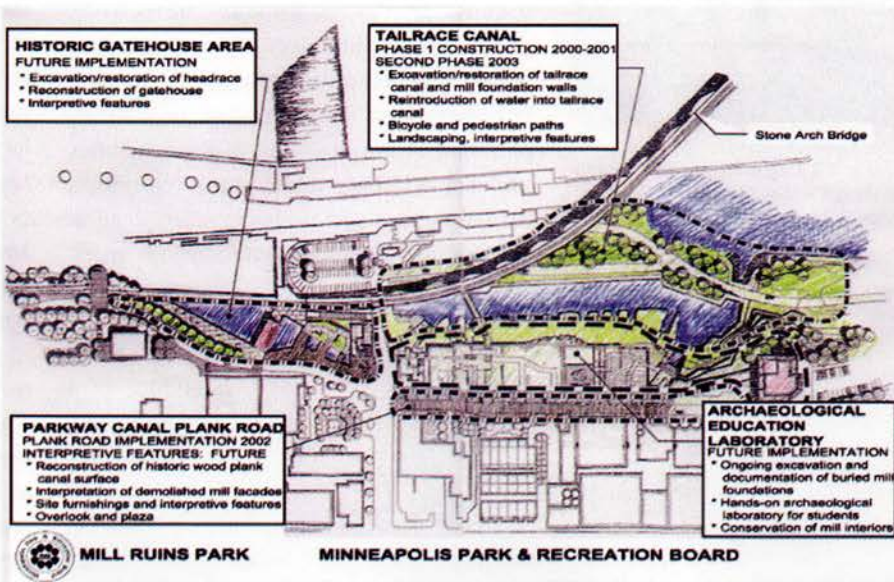 HISTORIC GATEHOUSE AREA
FUTURE IMPLEMENTATION
* Excavation/restoration of headrace
* Reconstruction of gatehouse
* Interpretive features
TAILRACE CANAL
PHASE 1 CONSTRUCTION 2000-2001
SECOND PHASE 2003
* Excavation/restoration of tailrace
canal and mill foundation walls
* Reintroduction of water into tailrace
canal
* Bicycle and pedestrian paths
* Landscaping, interpretive features
Stone Arch Bridge
PARKWAY CANAL PLANK ROAD
PLANK ROAD IMPLEMENTATION 2002
INTERPRETIVE FEATURES: FUTURE
* Reconstruction of historic wood plank
canal surface
* Interpretation of demolished mill facades
* Site furnishings and interpretive features
* Overlook and plaza
ARCHAEOLOGICAL
EDUCATION
LABORATORY
FUTURE IMPLEMENTATION
* Ongoing excavation and
documentation of buried mill
foundations
* Hands-on archaeological
laboratory for students
* Conservation of mill interiors
MILL RUINS PARK
MINNEAPOLIS PARK & RECREATION BOARD